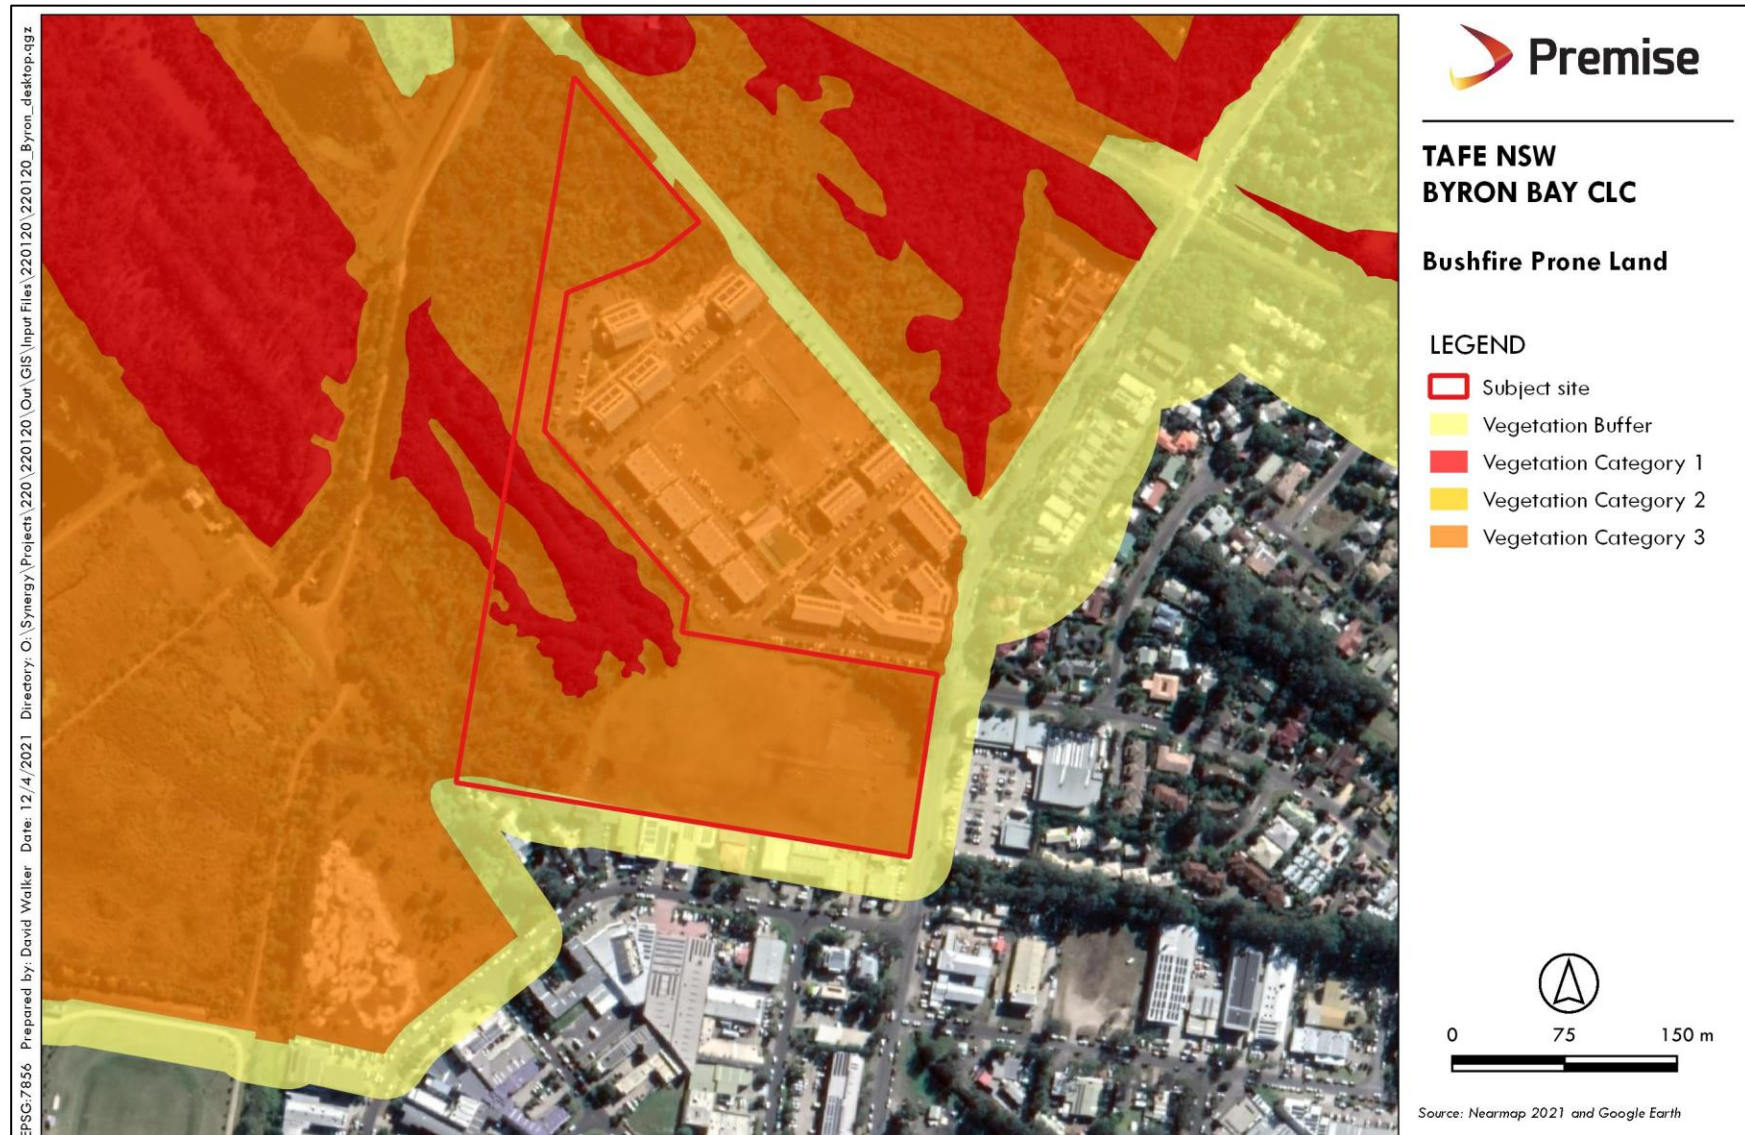 Premise
TAFE NSW
BYRON BAY CLC
Bushfire Prone Land
LEGEND
Subject site
Vegetation Buffer
Vegetation Category 1
Vegetation Category 2
Vegetation Category 3
0 75 150 m
Source: Nearmap 2021 and Google Earth
EPSG:7856 Prepared by: David Walker Date: 12/4/2021 Directory: O:\Synergy\Projects\220\220120\Out\GIS\Input Files\220120\220120_Byron_desktop.qgz